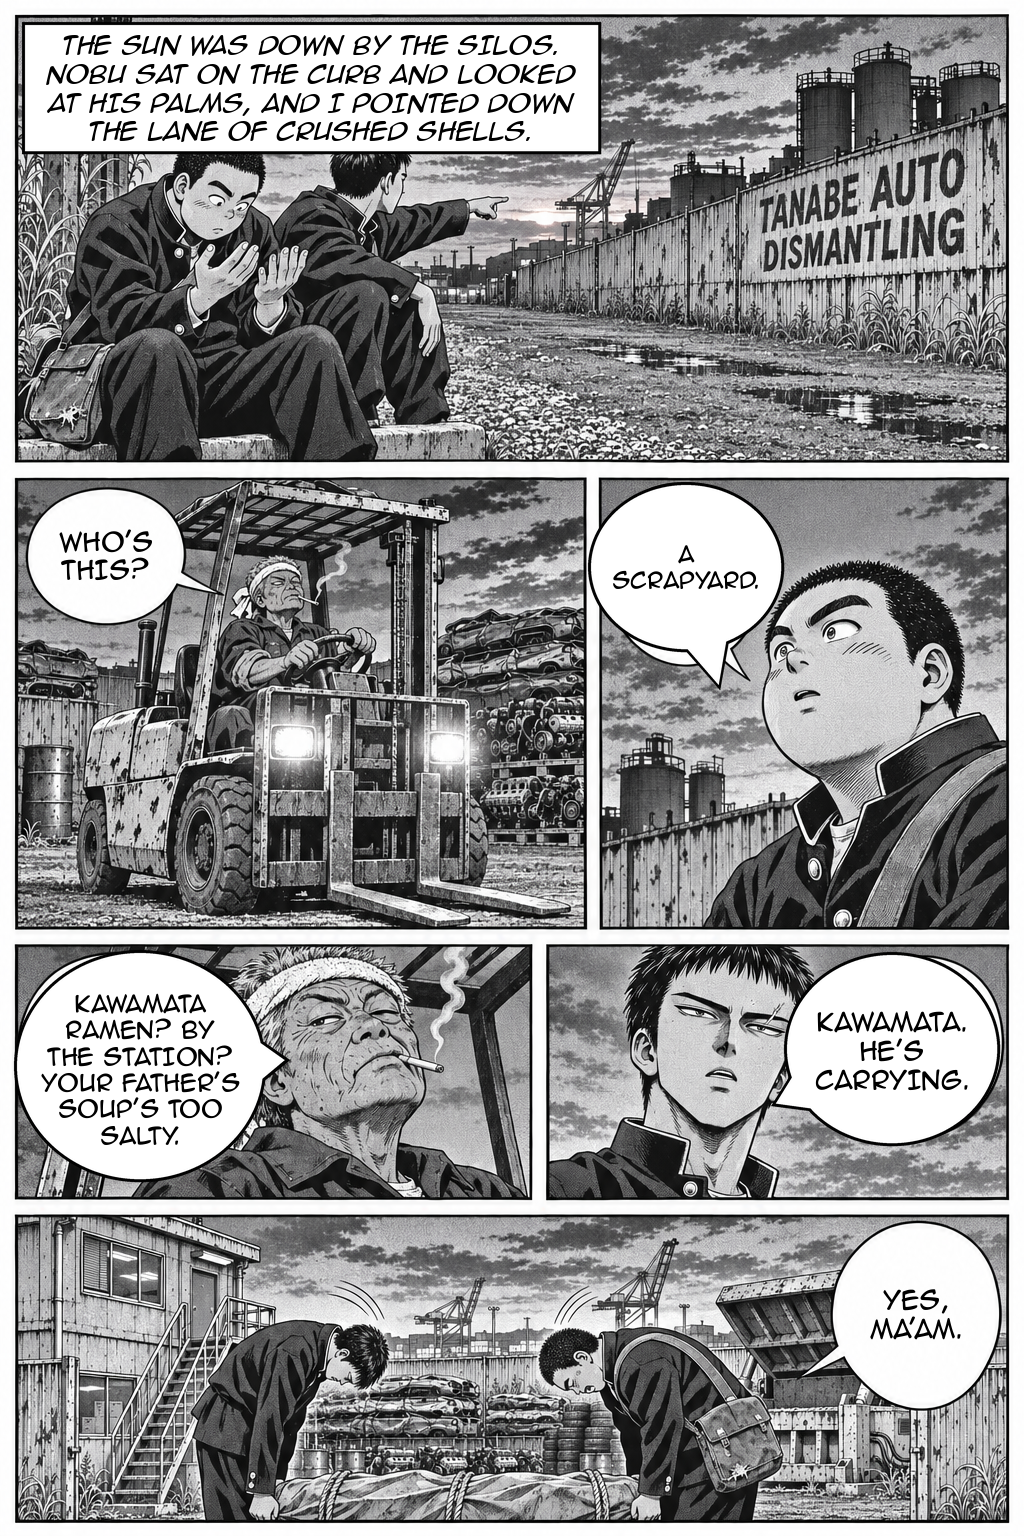 THE SUN WAS DOWN BY THE SILOS.
NOBU SAT ON THE CURB AND LOOKED
AT HIS PALMS, AND I POINTED DOWN
THE LANE OF CRUSHED SHELLS.
TANABE AUTO
DISMANTLING
WHO'S
THIS?
A
SCRAPYARD.
KAWAMATA
RAMEN? BY
THE STATION?
YOUR FATHER'S
SOUP'S TOO
SALTY.
KAWAMATA.
HE'S
CARRYING.
YES,
MA'AM.